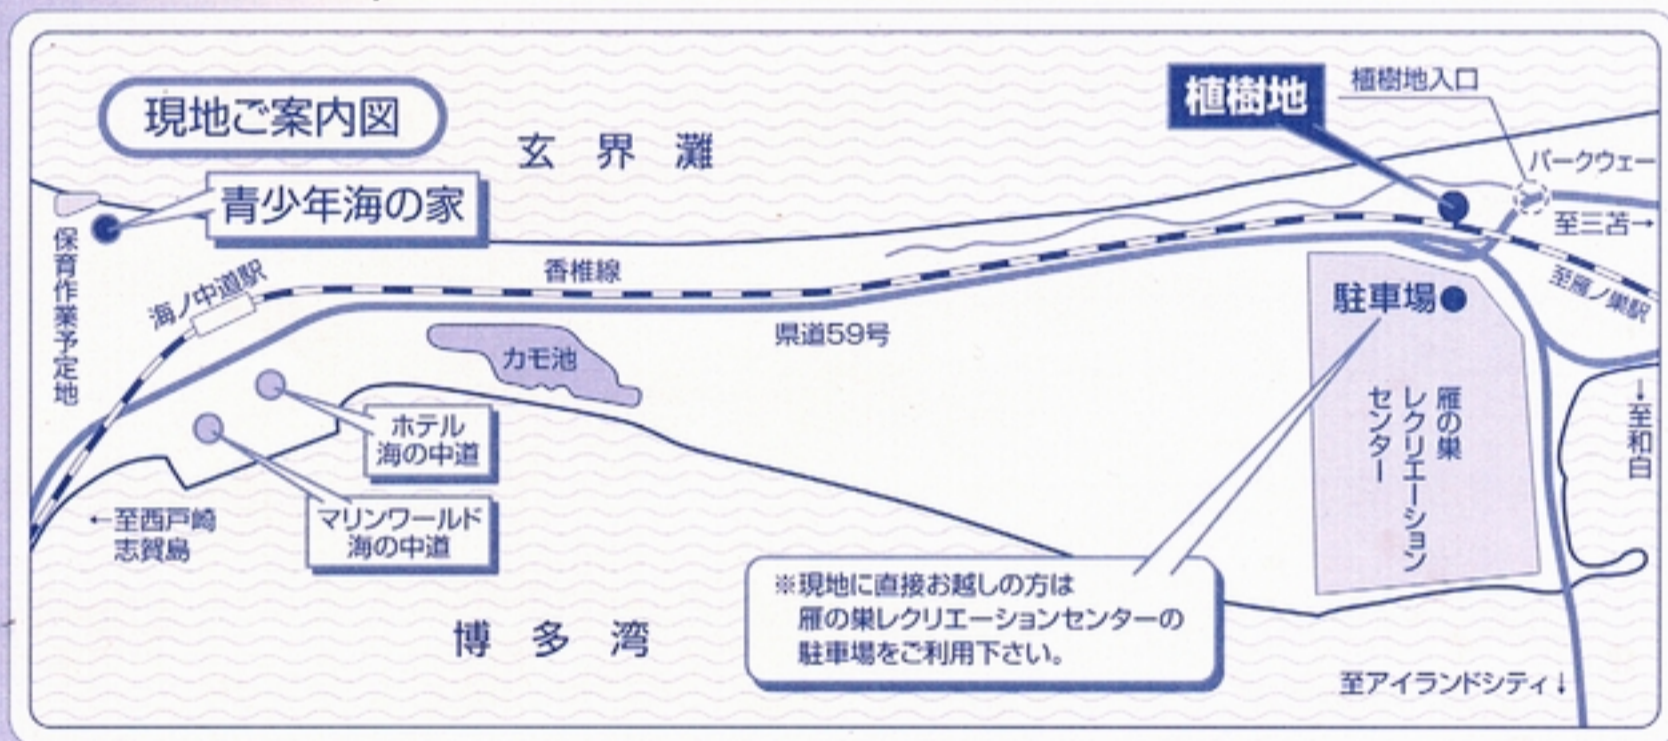 現地ご案内図
玄界灘
植樹地
植樹地入口
パークウェー
至三苫→
至雁ノ巣駅
青少年海の家
保育作業予定地
海ノ中道駅
香椎線
県道59号
カモ池
駐車場
雁の巣
レクリエーション
センター
↓至和白
ホテル
海の中道
マリンワールド
海の中道
←至西戸崎
志賀島
博多湾
※現地に直接お越しの方は
雁の巣レクリエーションセンターの
駐車場をご利用下さい。
至アイランドシティ↓